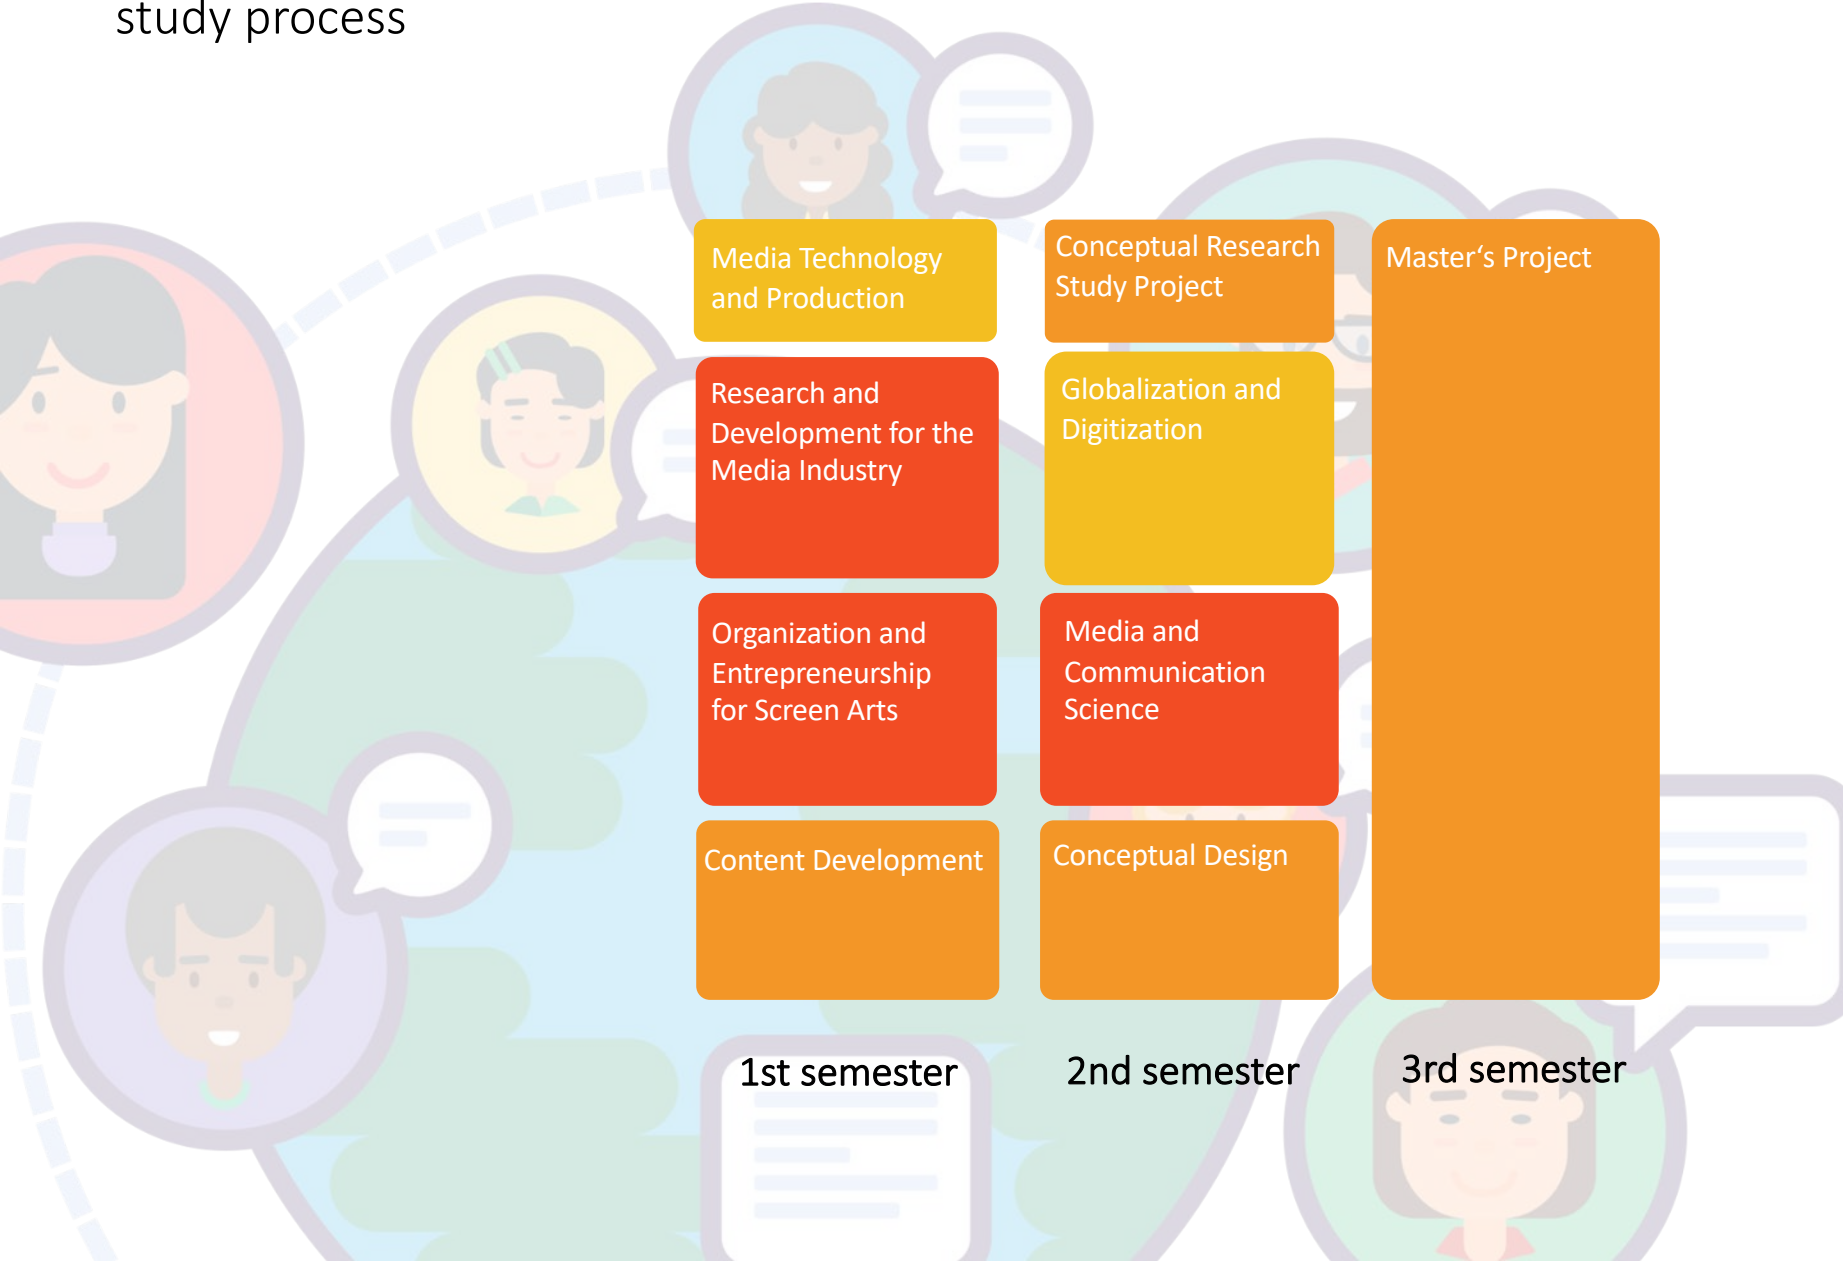 study process
Media Technology
and Production
Research and
Development for the
Media Industry
Organization and
Entrepreneurship
for Screen Arts
Content Development
1st semester
Conceptual Research
Study Project
Globalization and
Digitization
Media and
Communication
Science
Conceptual Design
2nd semester
Master‘s Project
3rd semester